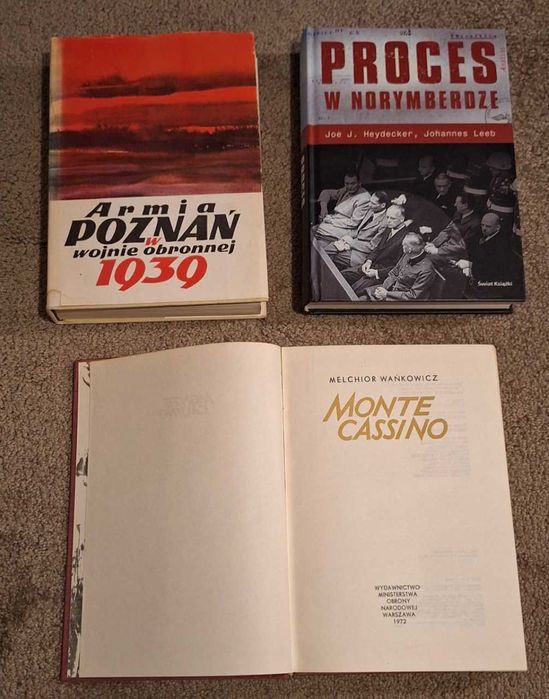 Armia
POZNAŃ
w
wojnie obronnej
1939
PROCES
W NORYMBERDZE
Joe J. Heydecker, Johannes Leeb
Świat Książki
MELCHIOR WAŃKOWICZ
MONTE
CASSINO
WYDAWNICTWO
MINISTERSTWA
OBRONY
NARODOWEJ
WARSZAWA
1972